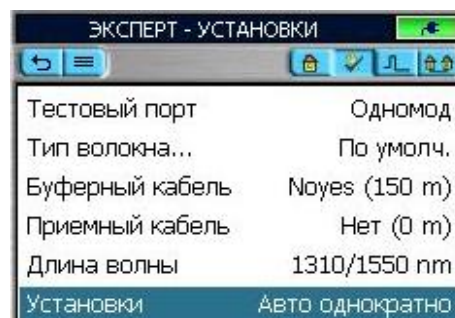 ЭКСПЕРТ - УСТАНОВКИ
Тестовый порт Одномод
Тип волокна... По умолч.
Буферный кабель Noyes (150 m)
Приемный кабель Нет (0 m)
Длина волны 1310/1550 nm
Установки Авто однократно